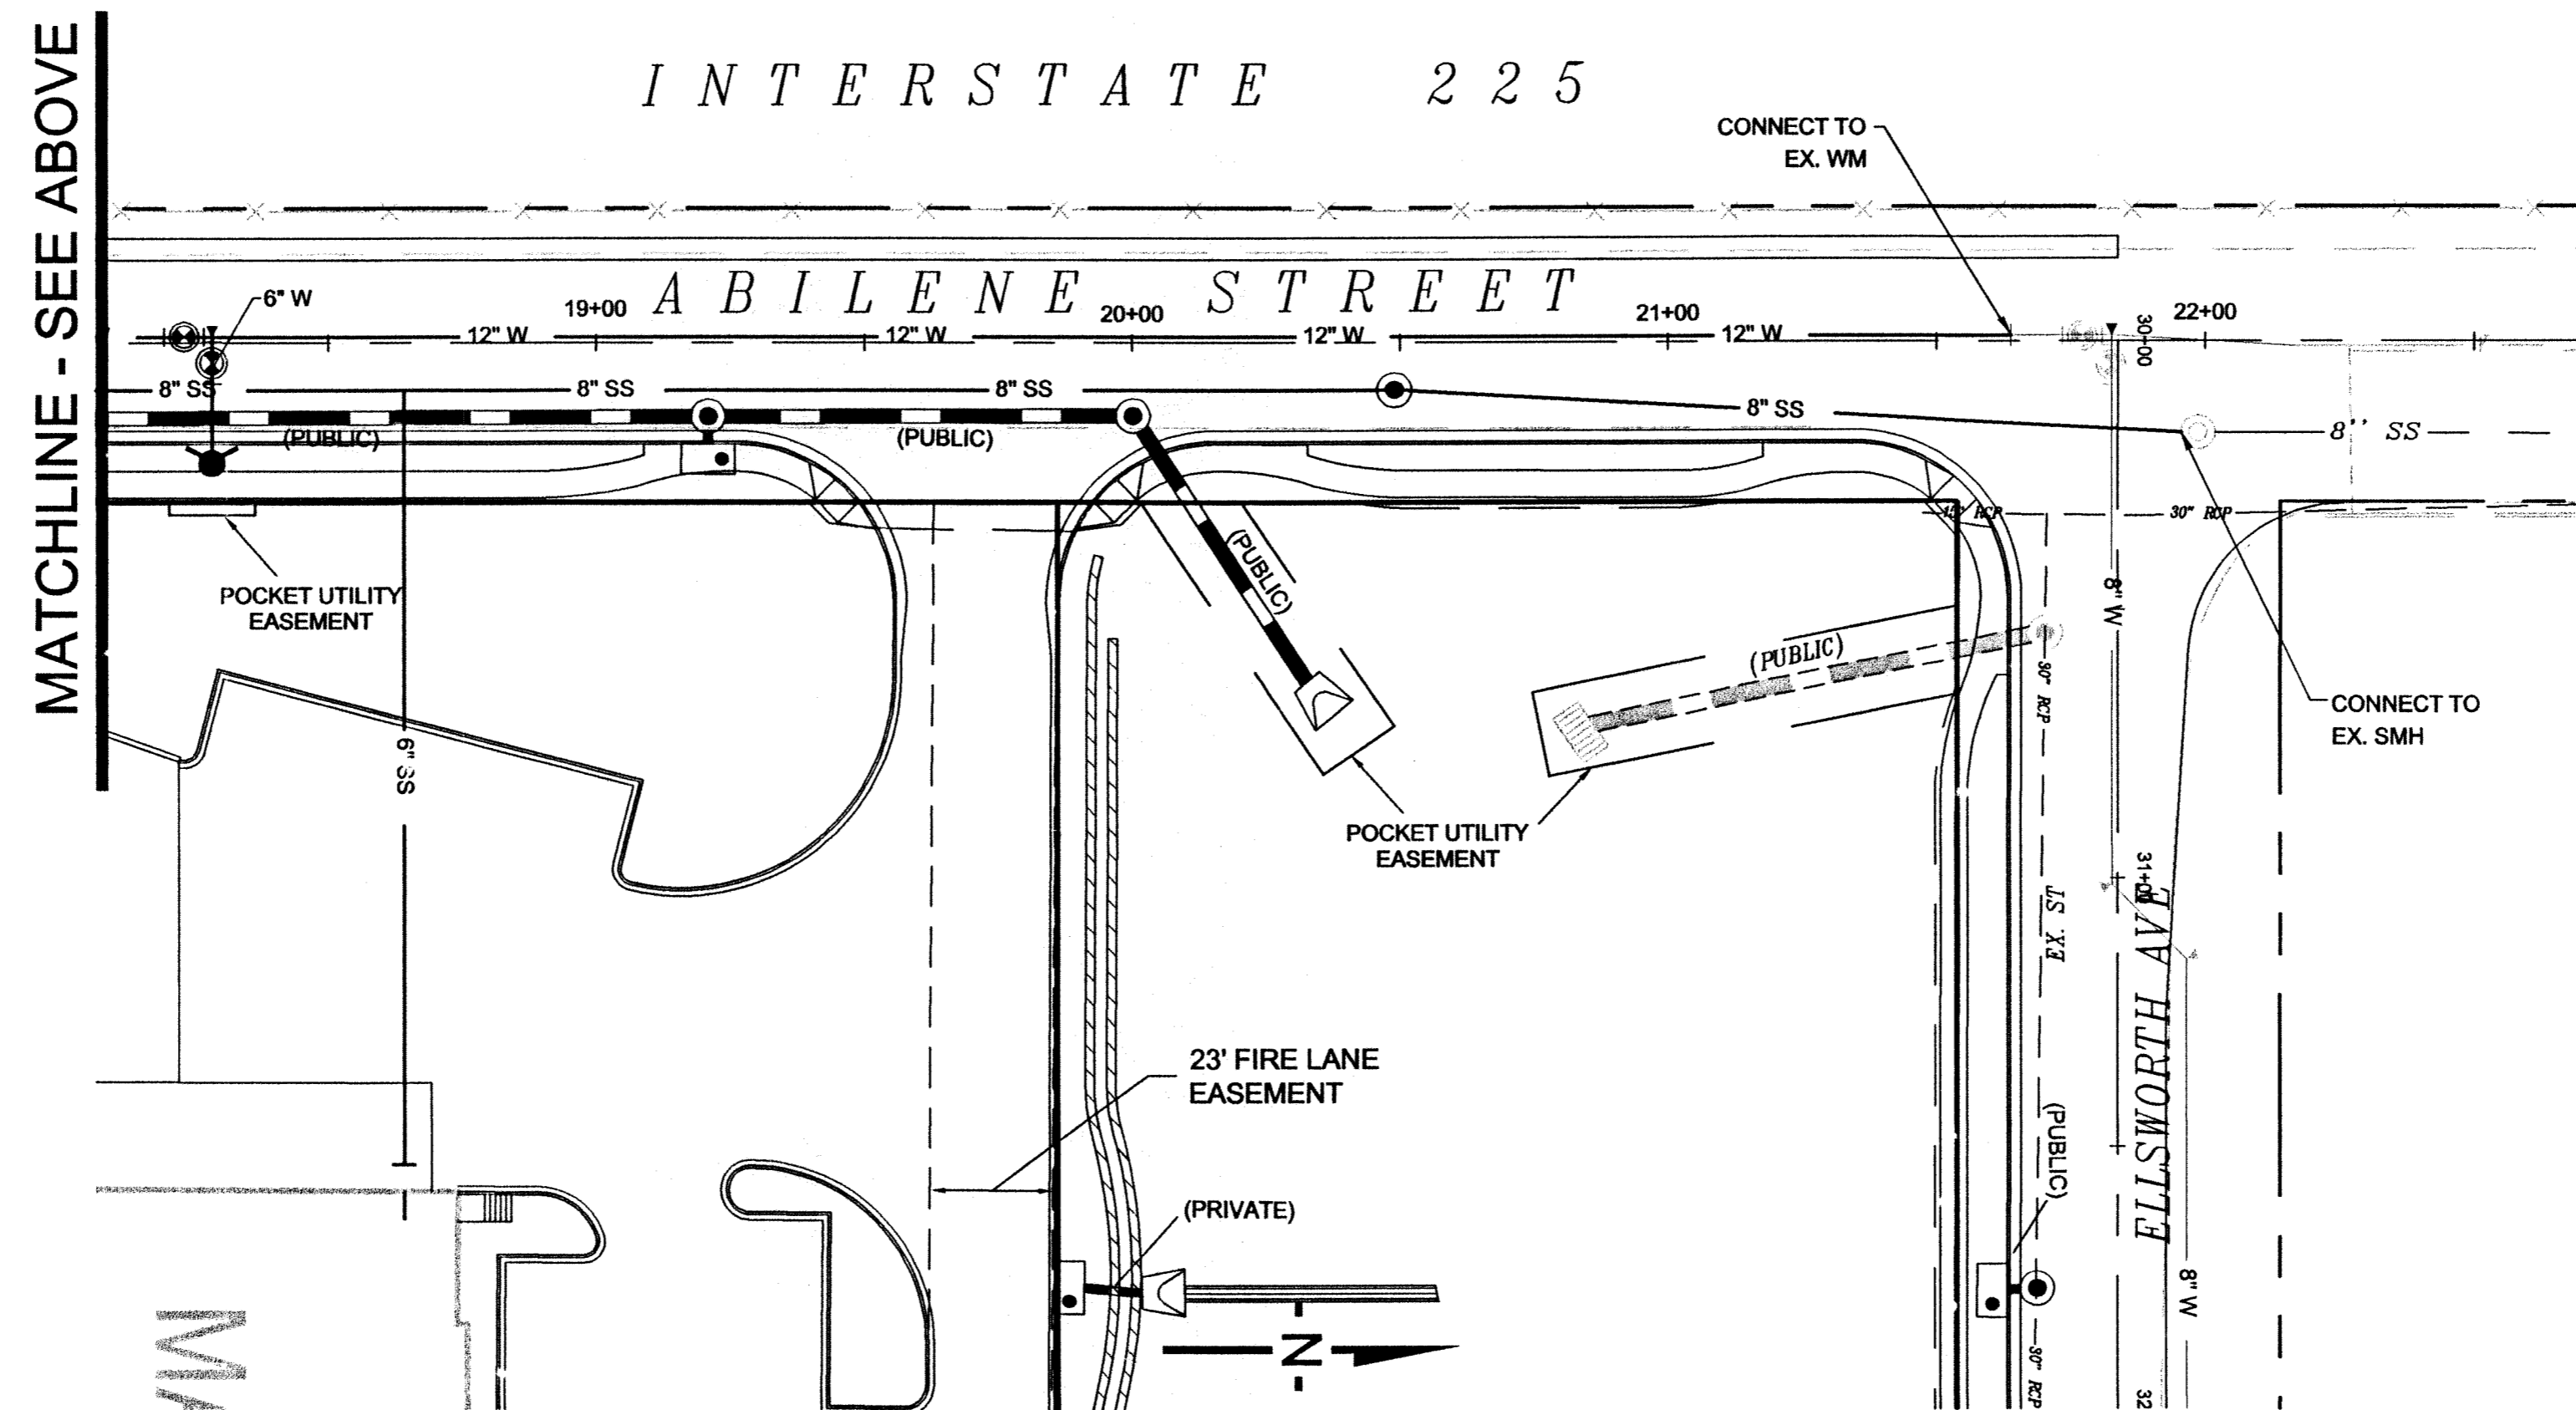 MATCHLINE - SEE ABOVE
INTERSTATE 225
CONNECT TO
EX. WM
ABILENE STREET
6" W
19+00
20+00
21+00
22+00
30+00
12" W
12" W
12" W
12" W
8" SS
8" SS
8" SS
8" SS
8'' SS
(PUBLIC)
(PUBLIC)
(PUBLIC)
(PUBLIC)
15" RCP
30" RCP
POCKET UTILITY
EASEMENT
8" W
30" RCP
CONNECT TO
EX. SMH
6" SS
POCKET UTILITY
EASEMENT
31+00
EX ST
ELLSWORTH AVE
23' FIRE LANE
EASEMENT
(PUBLIC)
(PRIVATE)
8" W
N
30" RCP
32
MA